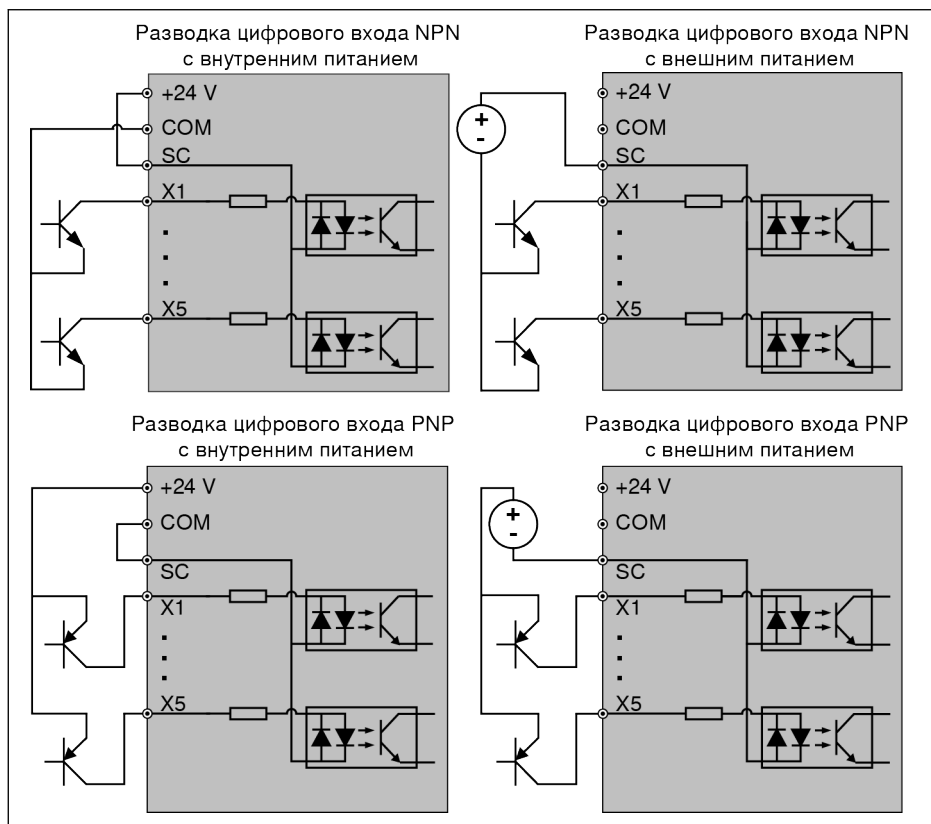 Разводка цифрового входа NPN
с внутренним питанием
+24 V
COM
SC
X1
X5
Разводка цифрового входа NPN
с внешним питанием
+
-
+24 V
COM
SC
X1
X5
Разводка цифрового входа PNP
с внутренним питанием
+24 V
COM
SC
X1
X5
Разводка цифрового входа PNP
с внешним питанием
+
-
+24 V
COM
SC
X1
X5